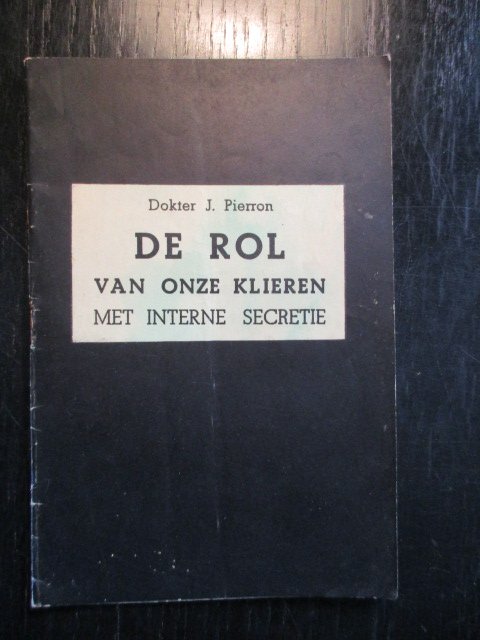 Dokter J. Pierron
DE ROL
VAN ONZE KLIEREN
MET INTERNE SECRETIE